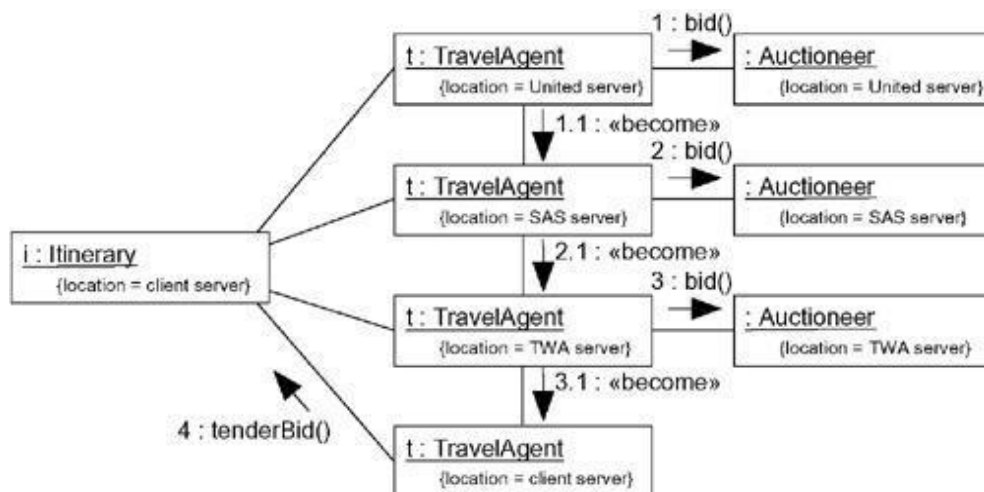 1 : bid()
t : TravelAgent
{location = United server}
: Auctioneer
{location = United server}
1.1 : «become»
2 : bid()
t : TravelAgent
{location = SAS server}
: Auctioneer
{location = SAS server}
i : Itinerary
{location = client server}
2.1 : «become»
3 : bid()
t : TravelAgent
{location = TWA server}
: Auctioneer
{location = TWA server}
3.1 : «become»
4 : tenderBid()
t : TravelAgent
{location = client server}